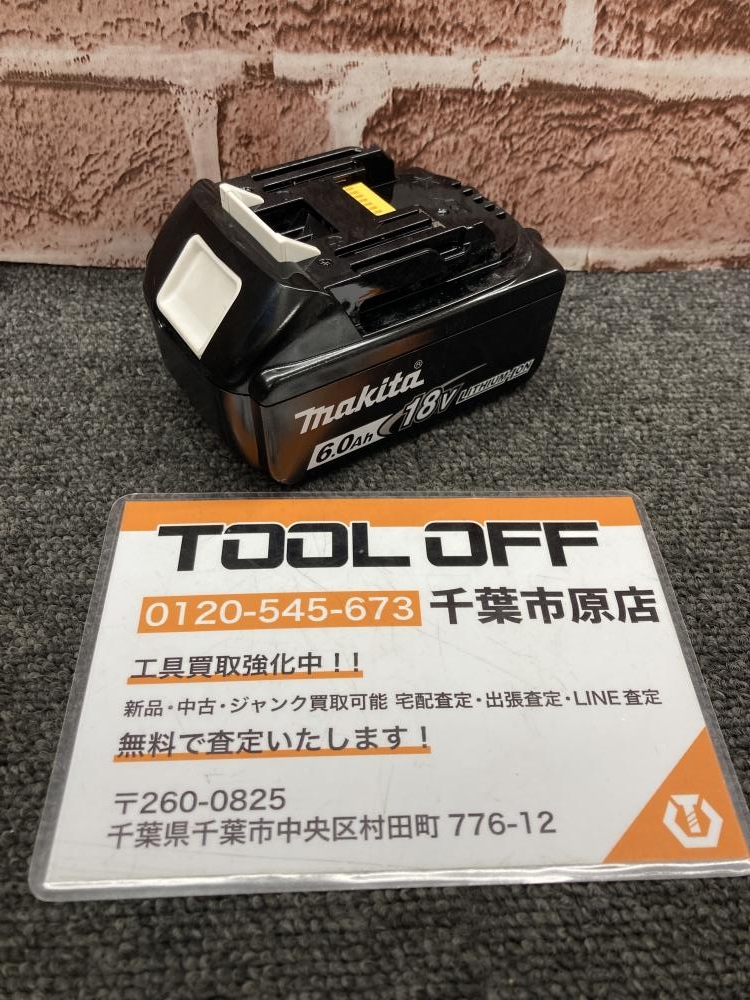 makita®
6.0Ah 18V LITHIUM-ION
TOOL OFF
0120-545-673 千葉市原店
工具買取強化中！！
新品・中古・ジャンク買取可能 宅配査定・出張査定・LINE査定
無料で査定いたします！
〒260-0825
千葉県千葉市中央区村田町 776-12